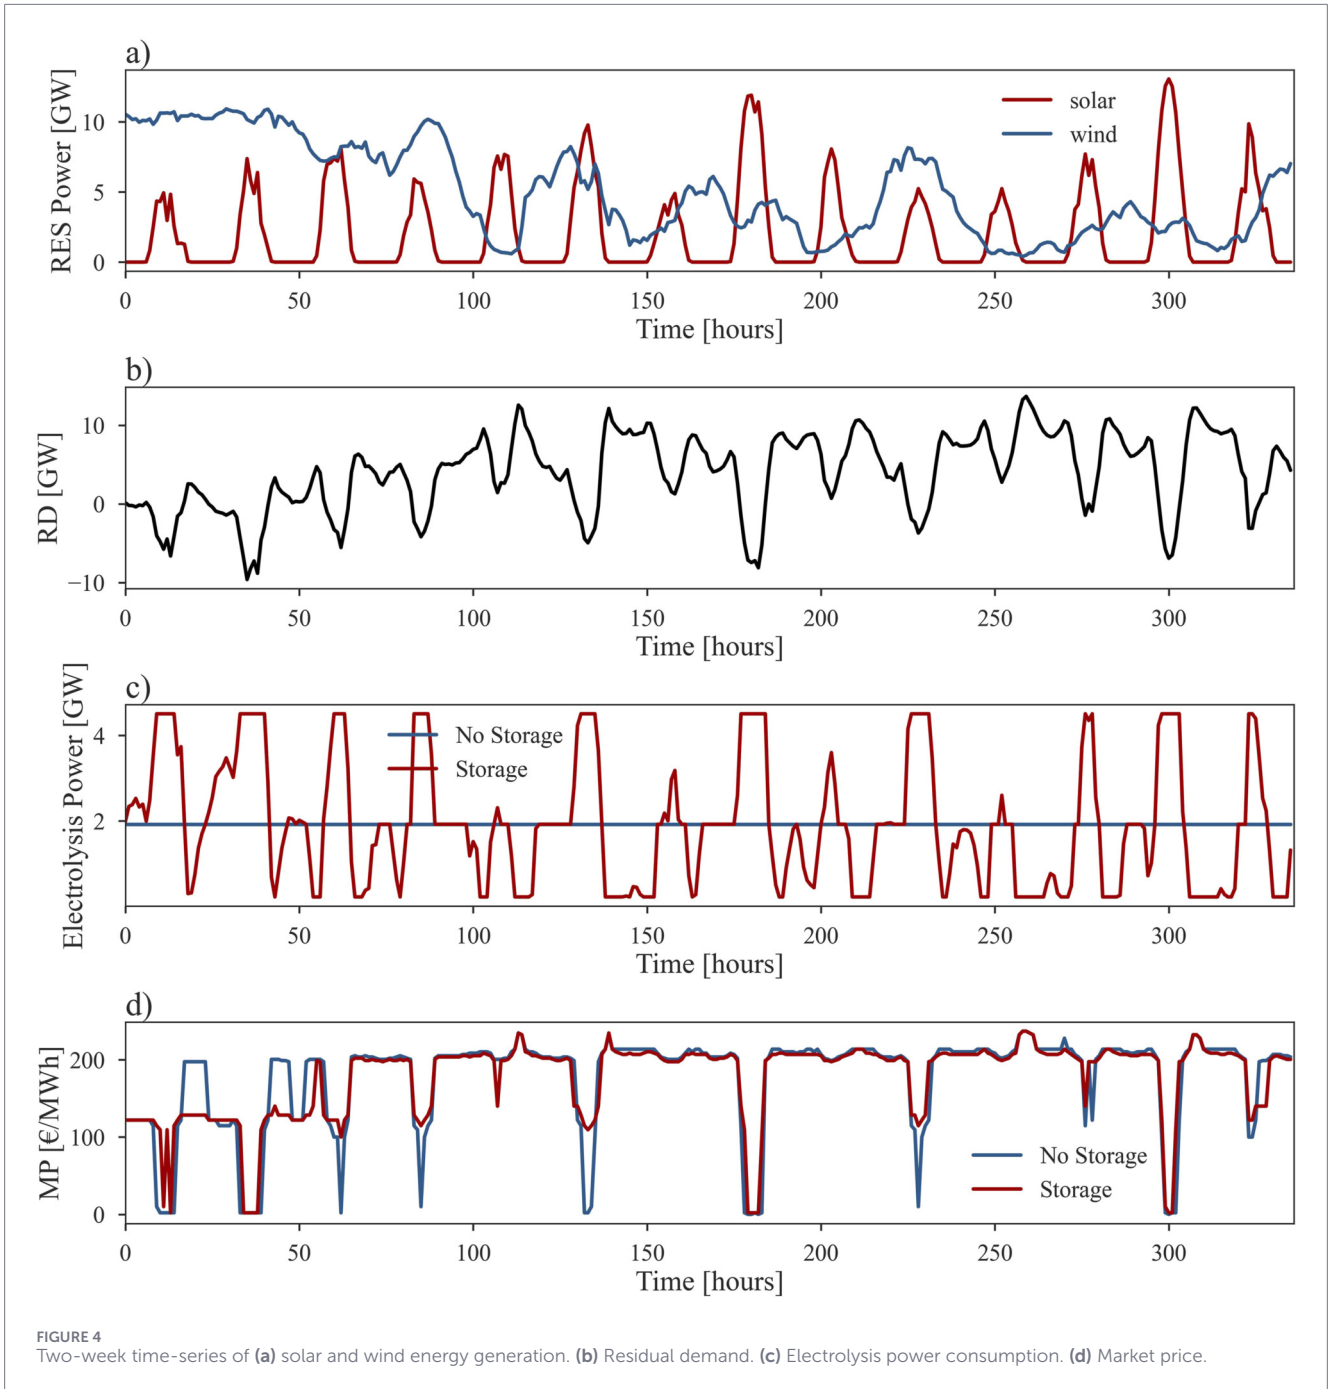 a)
RES Power [GW]
10
5
0
solar
wind
0 50 100 150 200 250 300
Time [hours]
b)
RD [GW]
10
0
−10
0 50 100 150 200 250 300
Time [hours]
c)
Electrolysis Power [GW]
4
2
No Storage
Storage
0 50 100 150 200 250 300
Time [hours]
d)
MP [€/MWh]
200
100
0
No Storage
Storage
0 50 100 150 200 250 300
Time [hours]
FIGURE 4
Two-week time-series of (a) solar and wind energy generation. (b) Residual demand. (c) Electrolysis power consumption. (d) Market price.